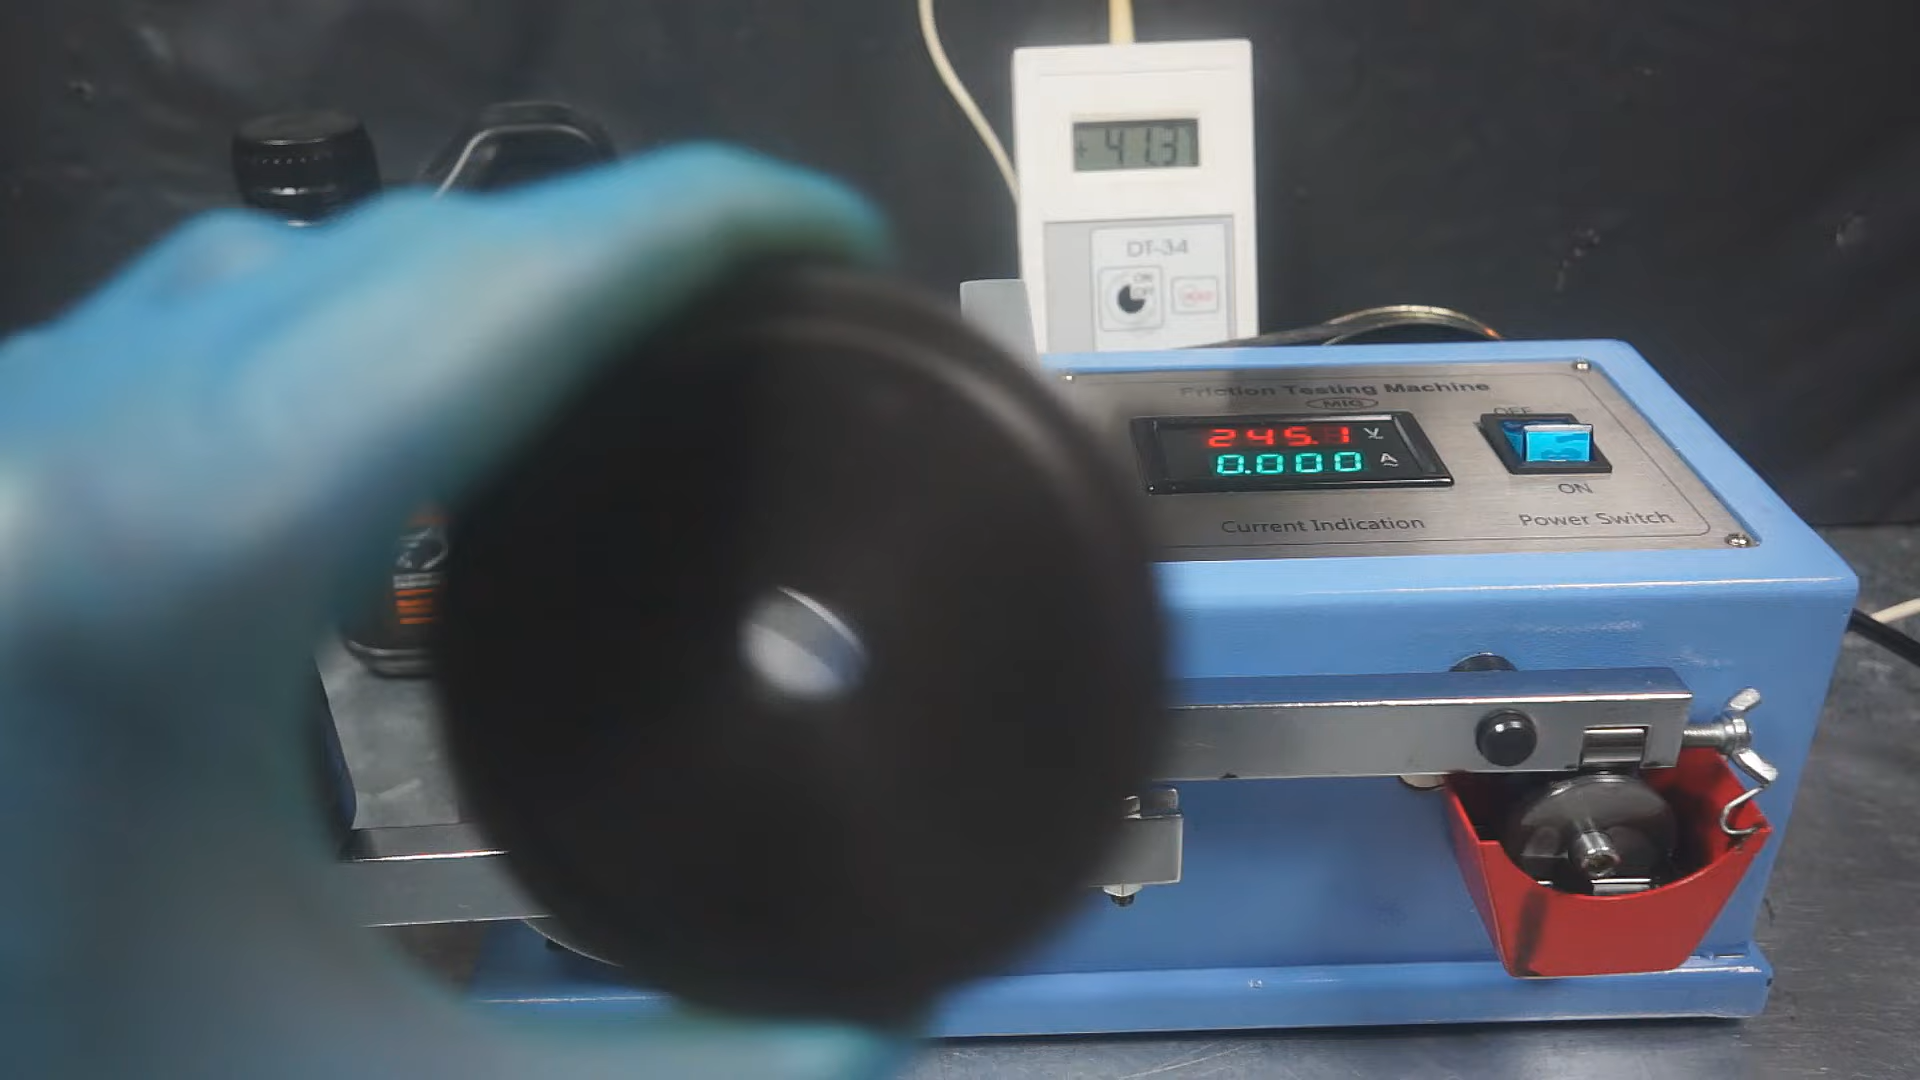 + 41.3
DT-34
ON
OFF
Friction Testing Machine
MIG
245.1 V
0.000 A
OFF
ON
Current Indication
Power Switch